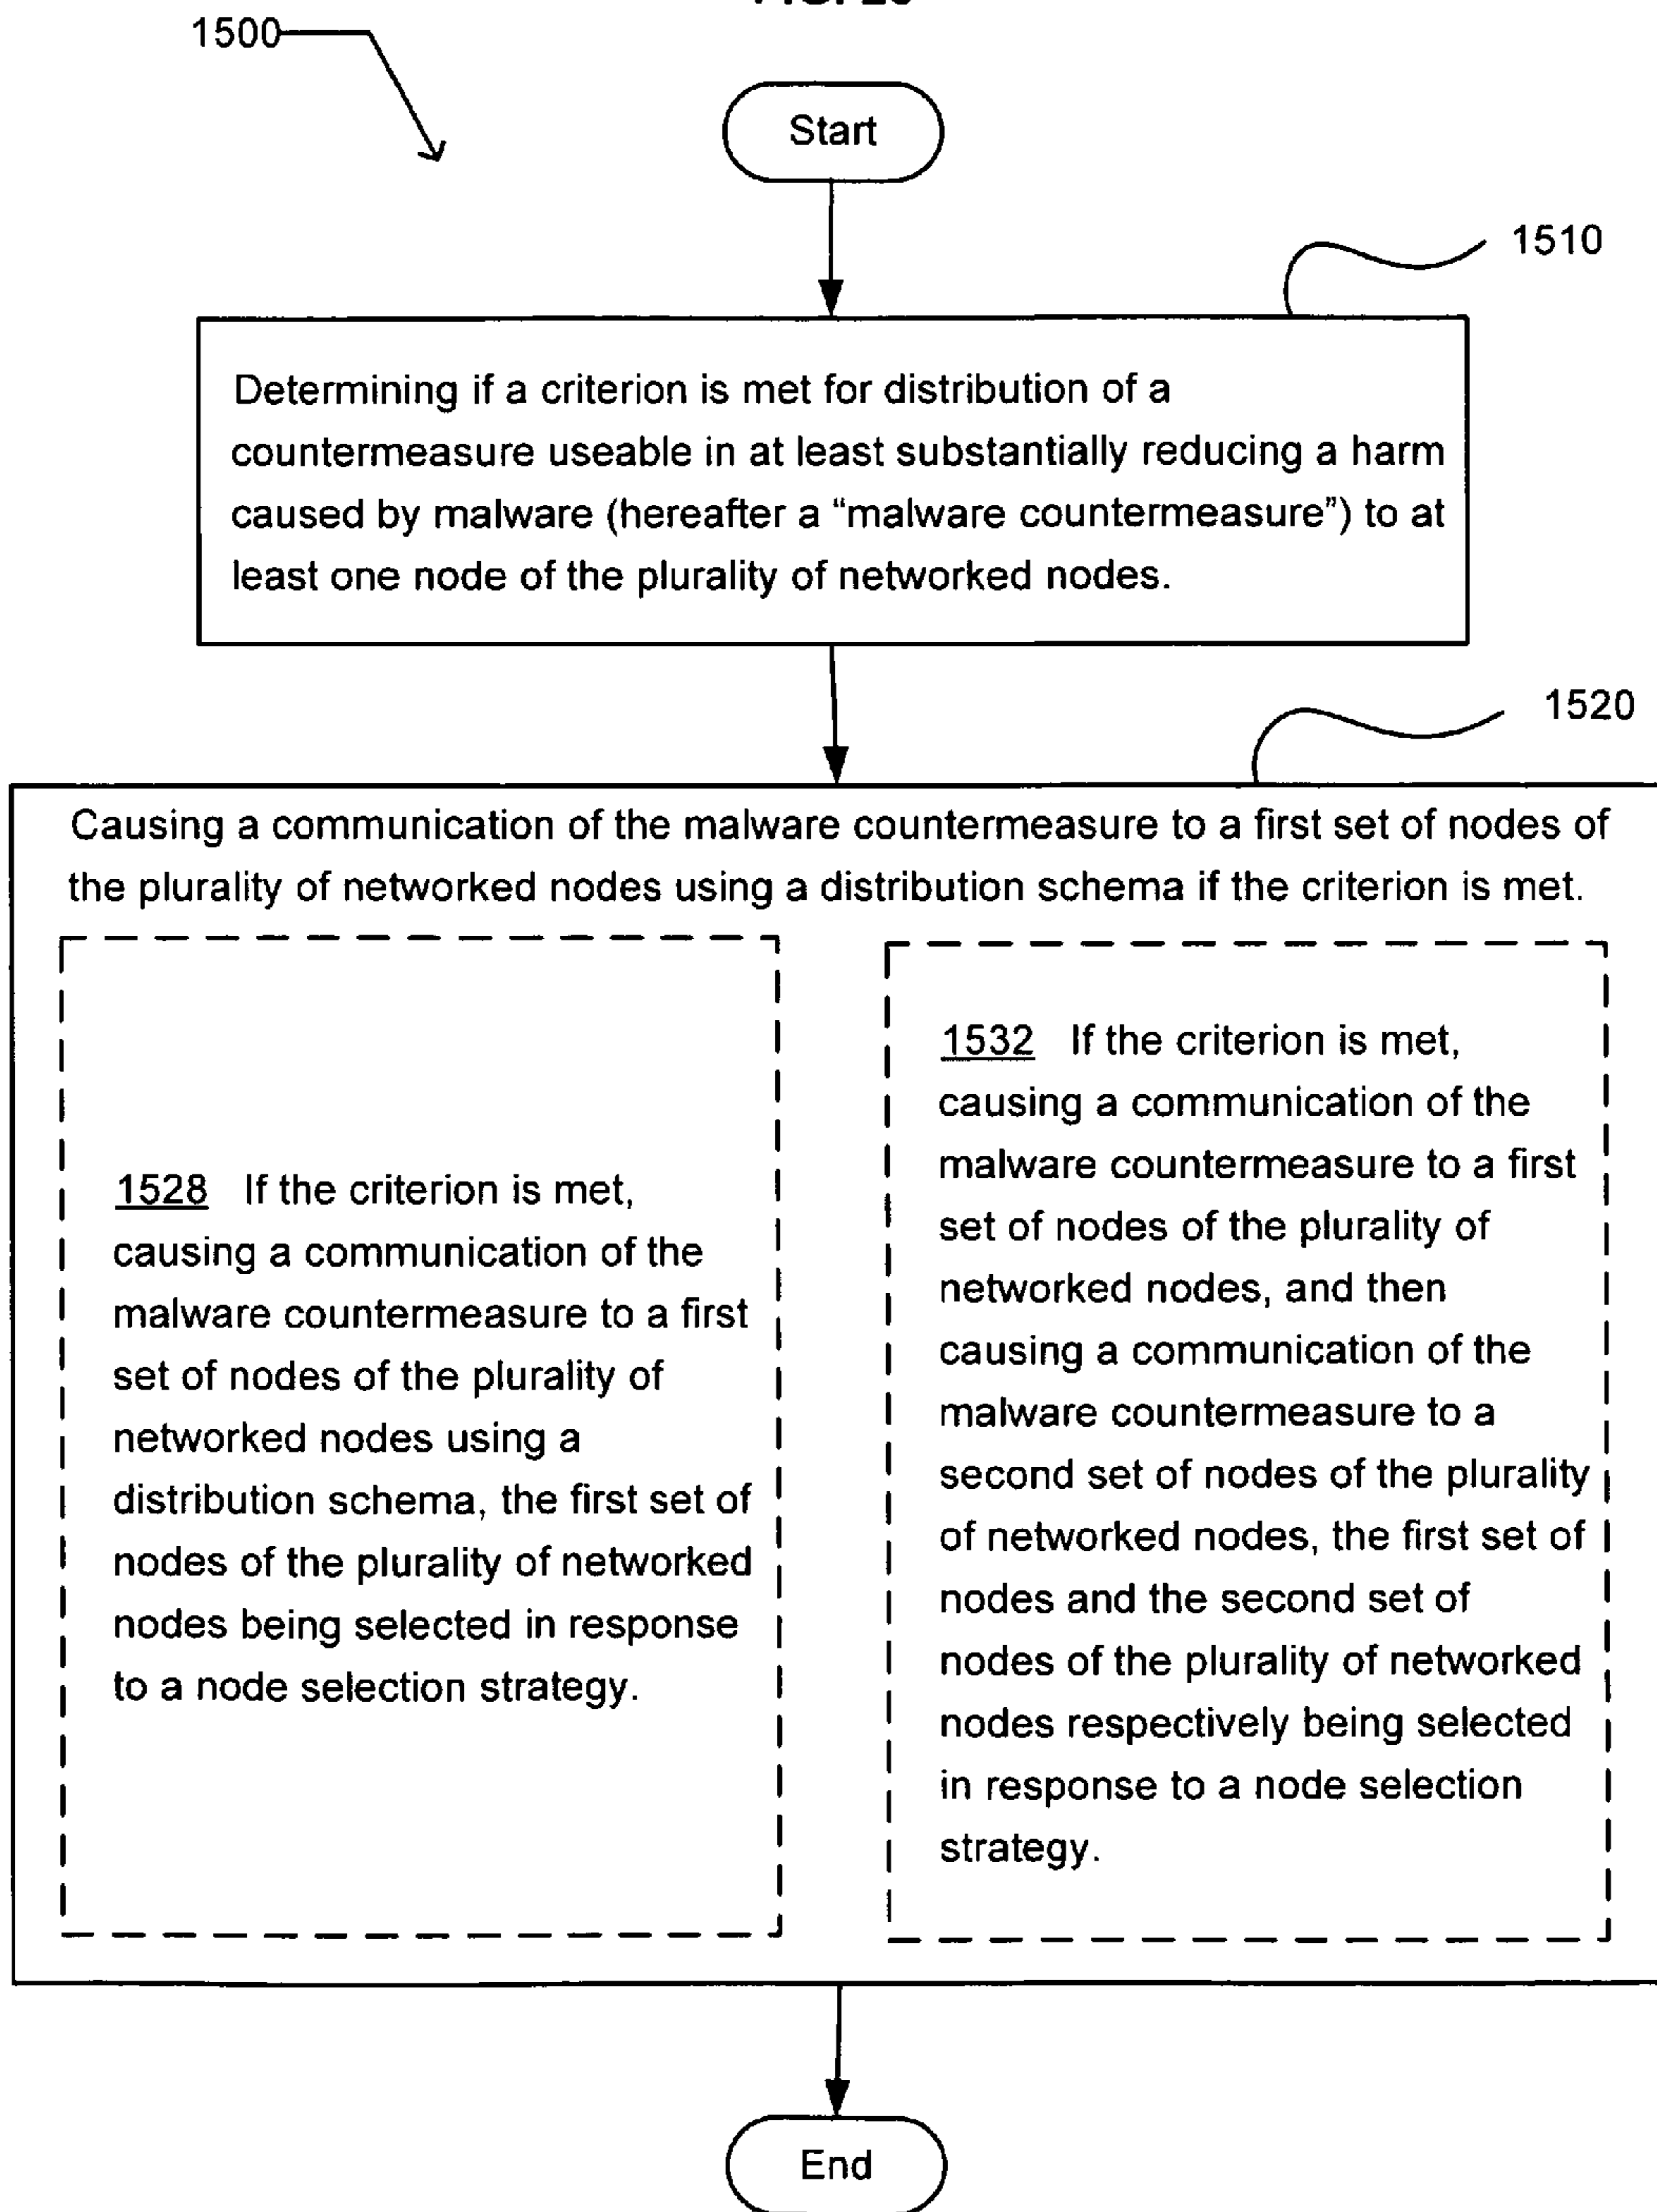 1500
Start
1510
Determining if a criterion is met for distribution of a
countermeasure useable in at least substantially reducing a harm
caused by malware (hereafter a “malware countermeasure”) to at
least one node of the plurality of networked nodes.
1520
Causing a communication of the malware countermeasure to a first set of nodes of
the plurality of networked nodes using a distribution schema if the criterion is met.
1528 If the criterion is met,
causing a communication of the
malware countermeasure to a first
set of nodes of the plurality of
networked nodes using a
distribution schema, the first set of
nodes of the plurality of networked
nodes being selected in response
to a node selection strategy.
1532 If the criterion is met,
causing a communication of the
malware countermeasure to a first
set of nodes of the plurality of
networked nodes, and then
causing a communication of the
malware countermeasure to a
second set of nodes of the plurality
of networked nodes, the first set of
nodes and the second set of
nodes of the plurality of networked
nodes respectively being selected
in response to a node selection
strategy.
End